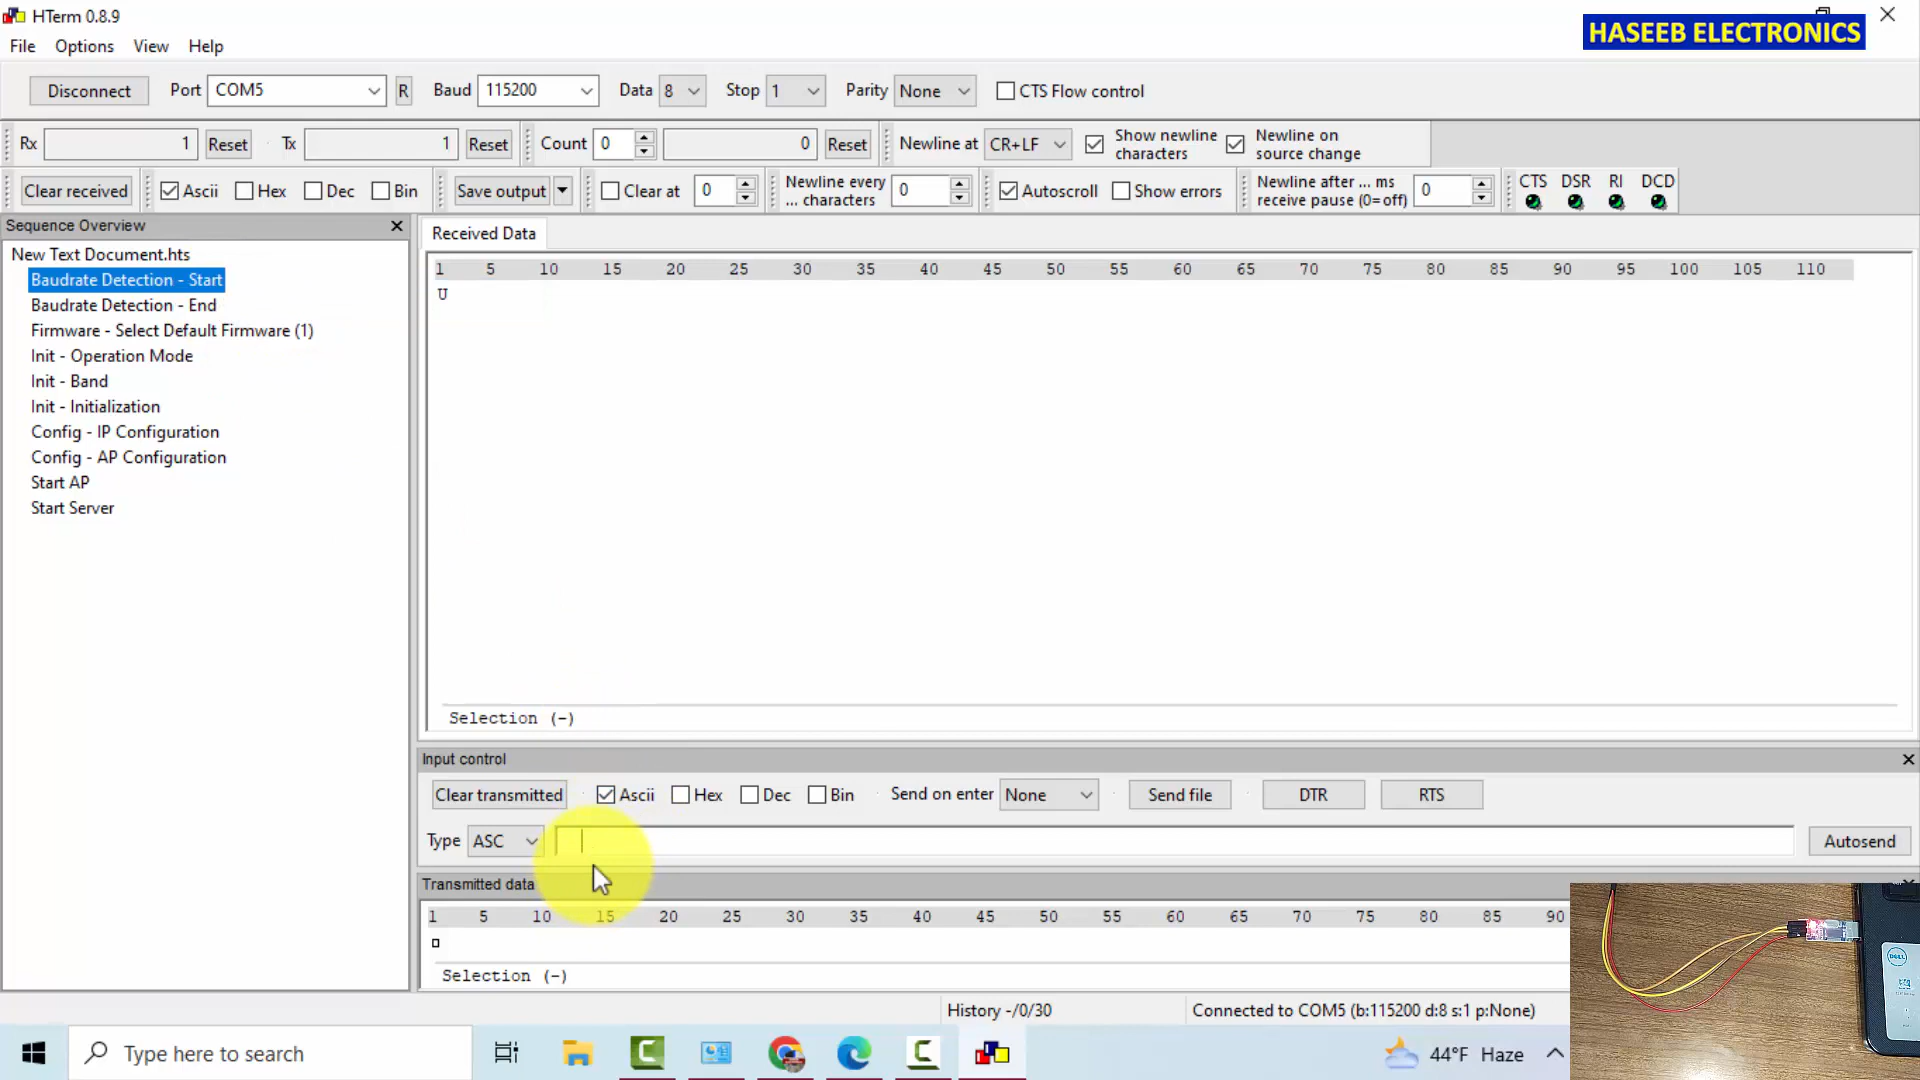 HTerm 0.8.9
HASEEB ELECTRONICS
File Options View Help
Disconnect Port COM5 R Baud 115200 Data 8 Stop 1 Parity None CTS Flow control
Rx 1 Reset Tx 1 Reset Count 0 0 Reset Newline at CR+LF Show newline characters Newline on source change
Clear received Ascii Hex Dec Bin Save output Clear at 0 Newline every ... characters 0 Autoscroll Show errors Newline after ... ms receive pause (0=off) 0 CTS DSR RI DCD
Sequence Overview
New Text Document.hts
Baudrate Detection - Start
Baudrate Detection - End
Firmware - Select Default Firmware (1)
Init - Operation Mode
Init - Band
Init - Initialization
Config - IP Configuration
Config - AP Configuration
Start AP
Start Server
Received Data
1 5 10 15 20 25 30 35 40 45 50 55 60 65 70 75 80 85 90 95 100 105 110
U
Selection (-)
Input control
Clear transmitted Ascii Hex Dec Bin Send on enter None Send file DTR RTS
Type ASC Autosend
Transmitted data
1 5 10 15 20 25 30 35 40 45 50 55 60 65 70 75 80 85 90
Selection (-)
History -/0/30 Connected to COM5 (b:115200 d:8 s:1 p:None)
Type here to search
44°F Haze
DELL